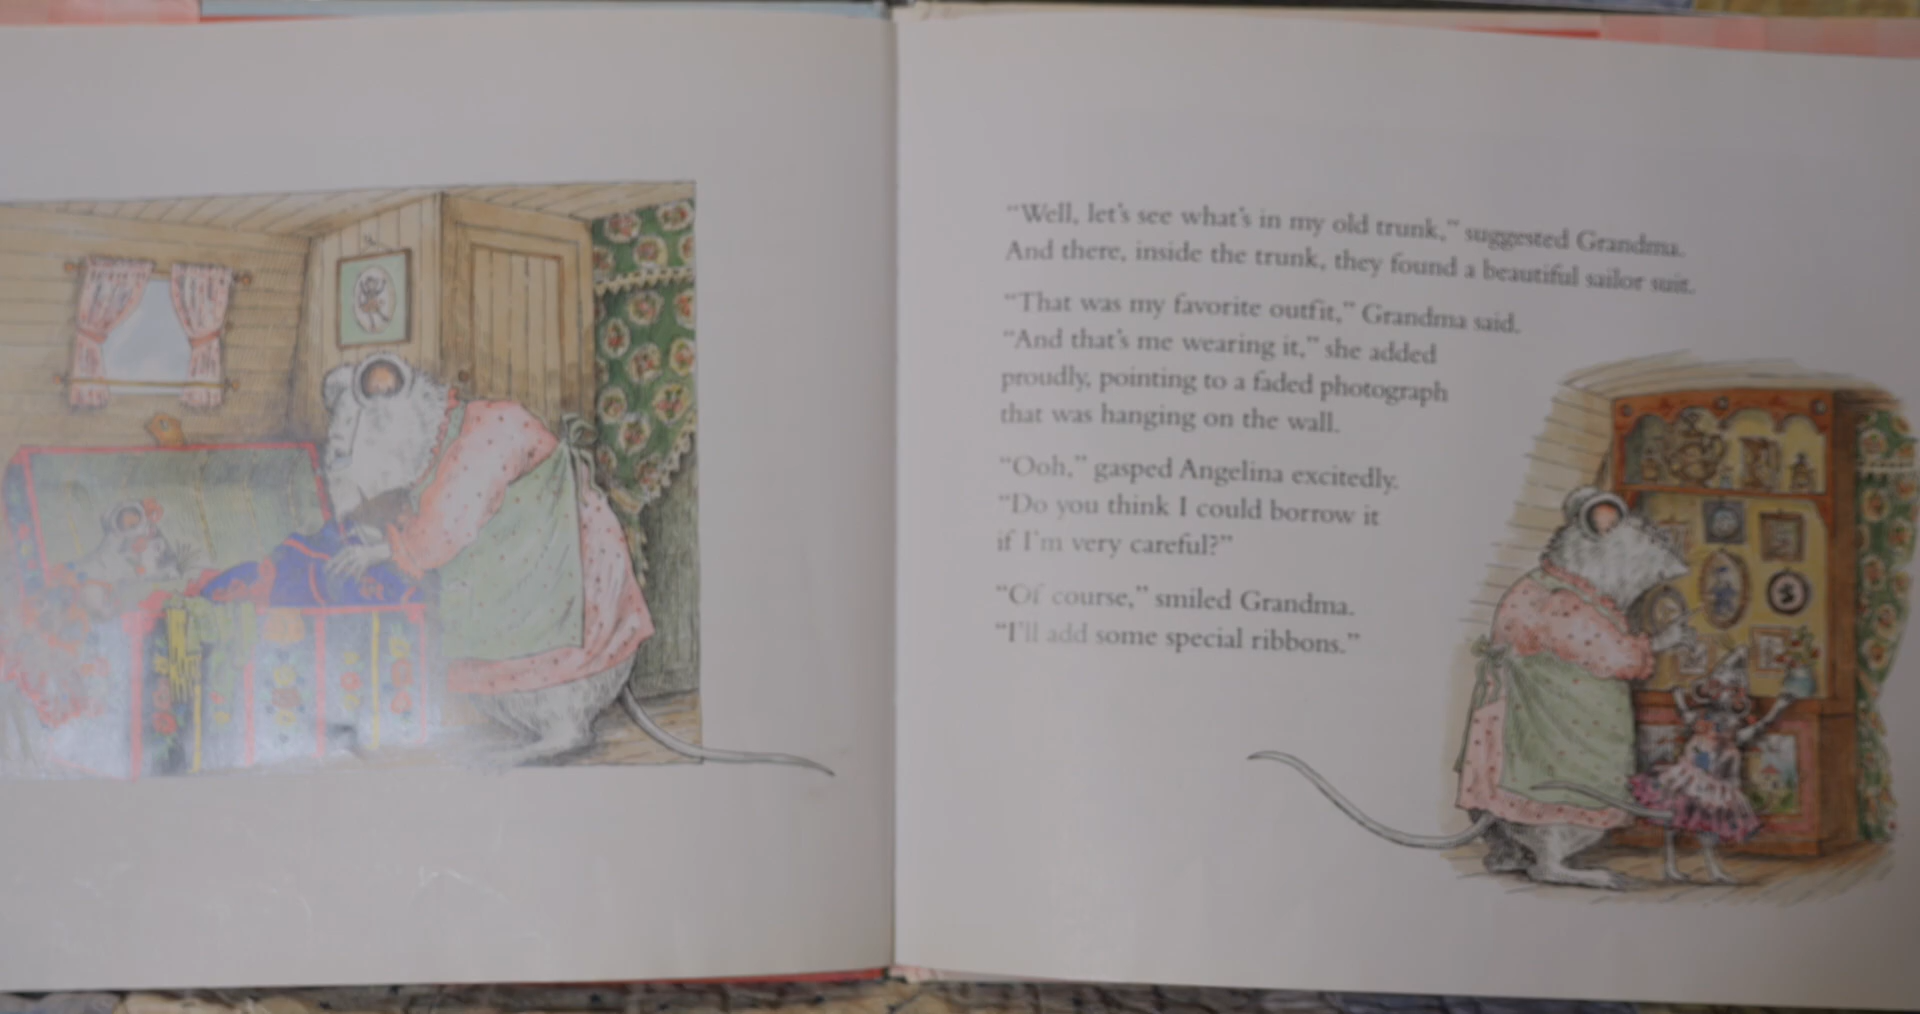 “Well, let’s see what’s in my old trunk,” suggested Grandma.
And there, inside the trunk, they found a beautiful sailor suit.
“That was my favorite outfit,” Grandma said.
“And that’s me wearing it,” she added
proudly, pointing to a faded photograph
that was hanging on the wall.
“Ooh,” gasped Angelina excitedly.
“Do you think I could borrow it
if I’m very careful?”
“Of course,” smiled Grandma.
“I’ll add some special ribbons.”